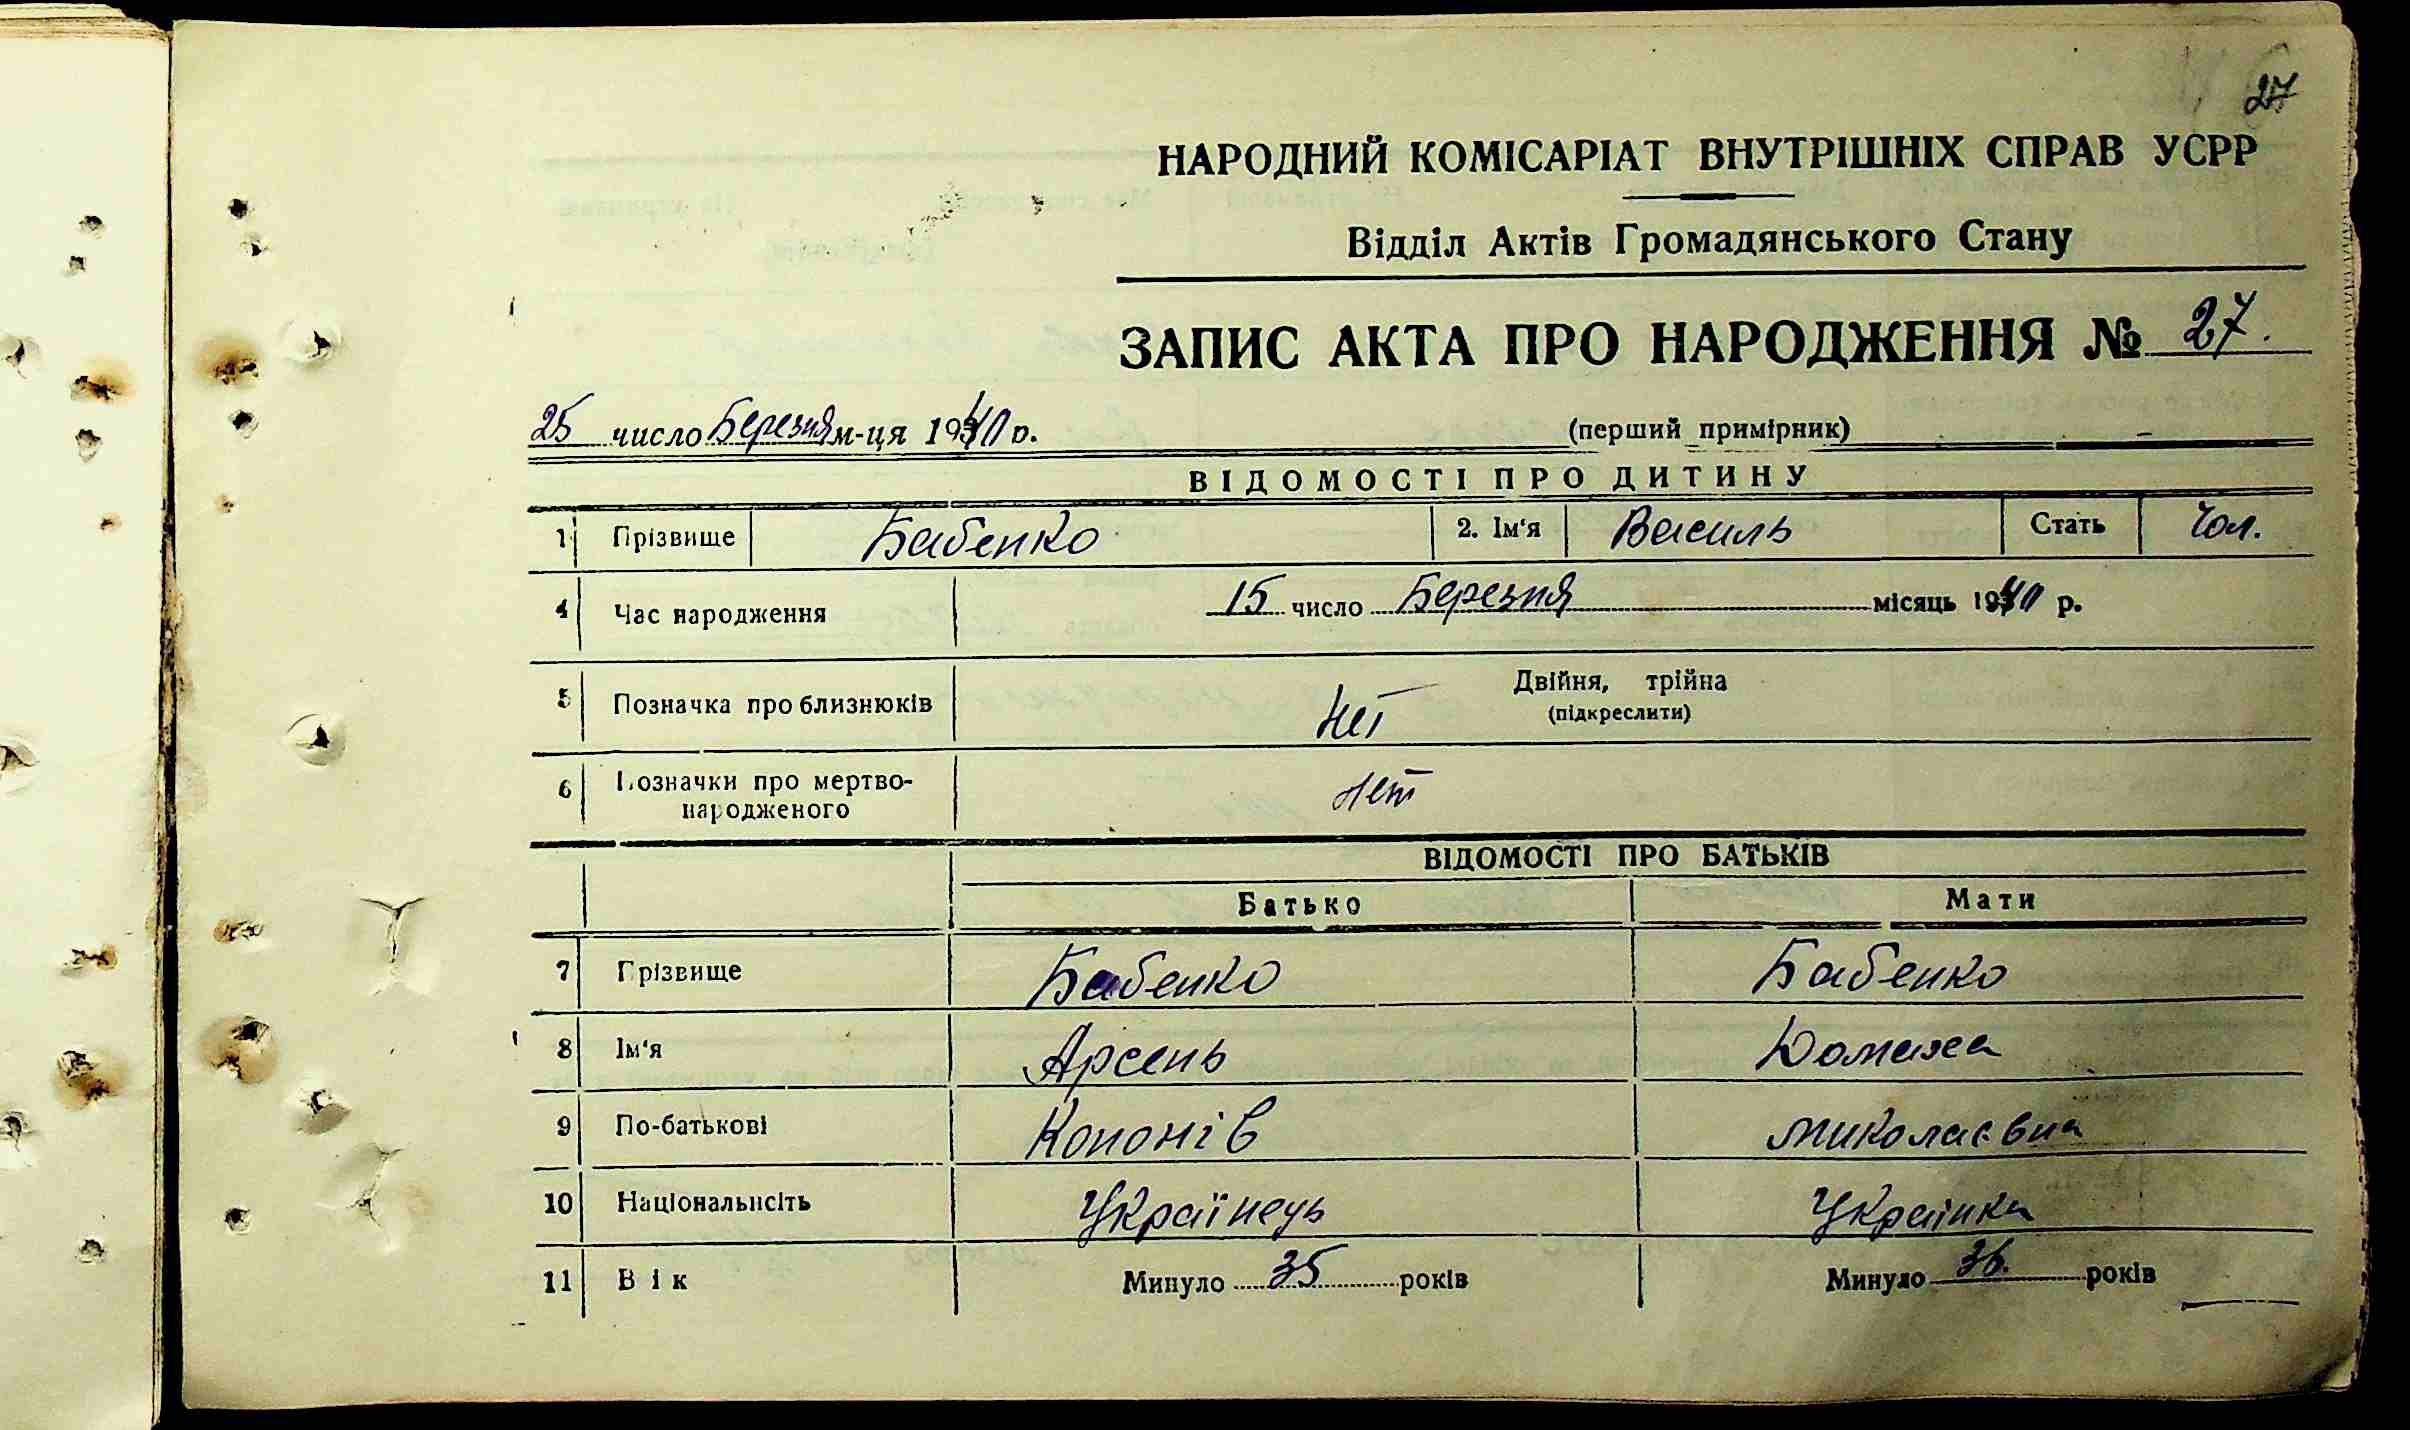 27
НАРОДНИЙ КОМІСАРІАТ ВНУТРІШНІХ СПРАВ УСРР
Відділ Актів Громадянського Стану
ЗАПИС АКТА ПРО НАРОДЖЕННЯ № 27.
25 число Березня м-ця 1940 р. (перший примірник)
ВІДОМОСТІ ПРО ДИТИНУ
1 Прізвище Бабенко 2. Ім'я Василь Стать Чол.
4 Час народження 15 число Березня місяць 1940 р.
5 Позначка про близнюків Нет Двійня, трійна
(підкреслити)
6 Позначки про мертво-
народженого нет
ВІДОМОСТІ ПРО БАТЬКІВ
Батько Мати
7 Прізвище Бабенко Бабенко
8 Ім'я Арсень Домаха
9 По-батькові Кононів Миколаєвна
10 Національнсіть Українець Українка
11 Вік Минуло 35 років Минуло 36. років